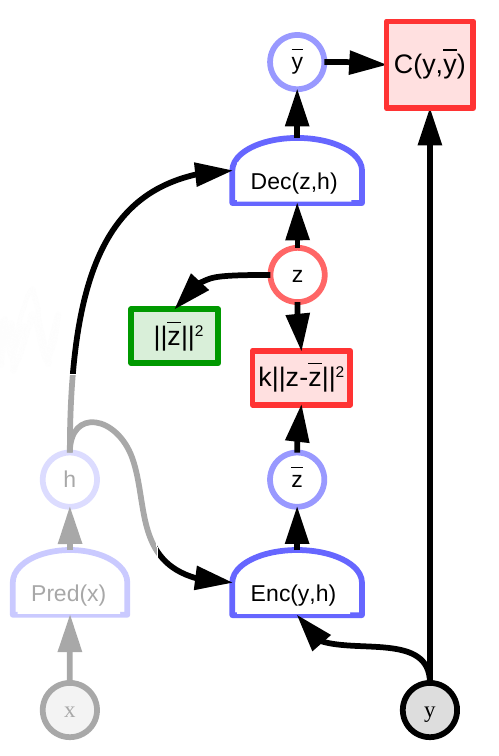 ȳ
C(y,ȳ)
Dec(z,h)
z
||z̅||²
k||z-z̅||²
h
z̅
Pred(x)
Enc(y,h)
x
y